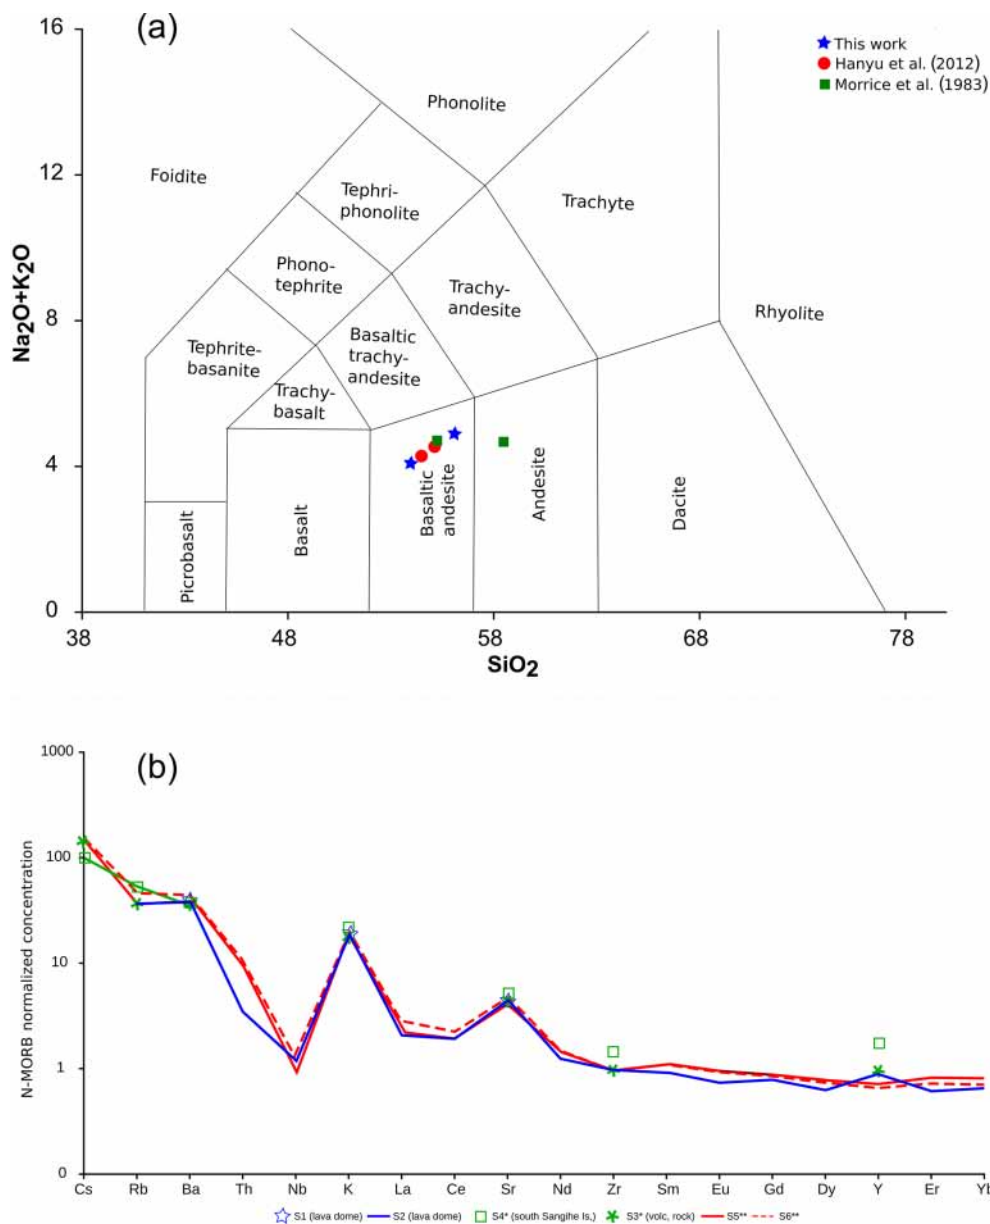 (a)
16
12
8
4
0
Na2O+K2O
This work
Hanyu et al. (2012)
Morrice et al. (1983)
Phonolite
Foidite
Tephri-
phonolite
Trachyte
Phono-
tephrite
Trachy-
andesite
Rhyolite
Tephrite-
basanite
Basaltic
trachy-
andesite
Trachy-
basalt
Picrobasalt
Basalt
Basaltic
andesite
Andesite
Dacite
38 48 58 68 78
SiO2
(b)
1000
100
10
1
0
N-MORB normalized concentration
Cs Rb Ba Th Nb K La Ce Sr Nd Zr Sm Eu Gd Dy Y Er Yb
S1 (lava dome) S2 (lava dome) S4* (south Sangihe Is,) S3* (volc, rock) S5** S6**